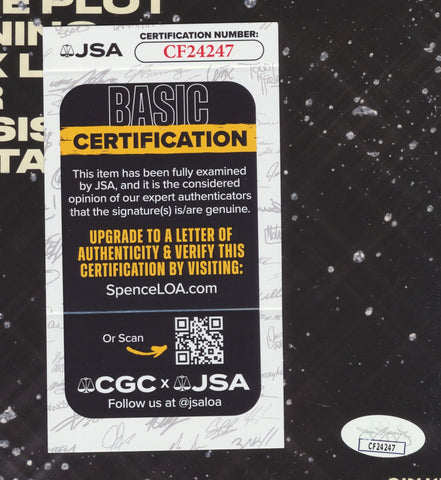 E PLOT
JSA
CERTIFICATION NUMBER:
CF24247
BASIC
CERTIFICATION
This item has been fully examined
by JSA, and it is the considered
opinion of our expert authenticators
that the signature(s) is/are genuine.
UPGRADE TO A LETTER OF
AUTHENTICITY & VERIFY THIS
CERTIFICATION BY VISITING:
SpenceLOA.com
Or Scan
CGC x JSA
Follow us at @jsaloa
CF24247